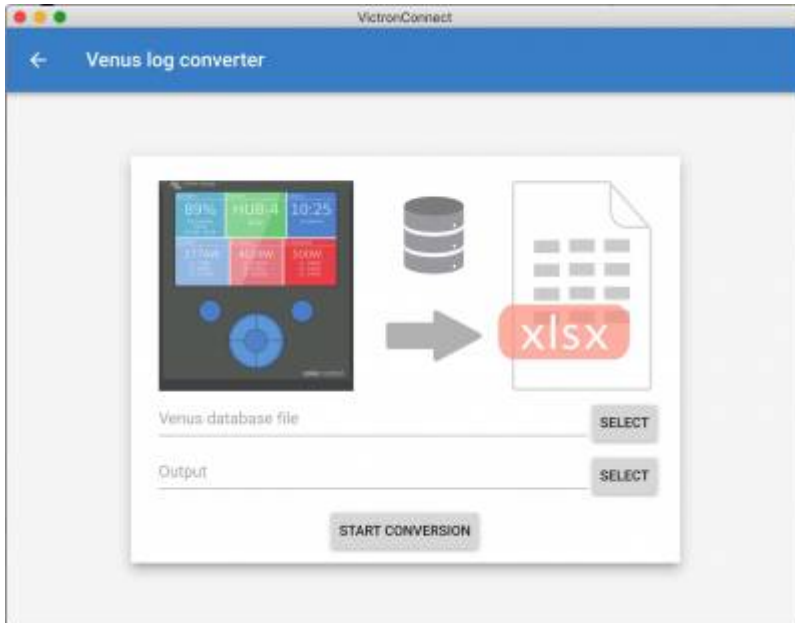 VictronConnect
Venus log converter
89% HUB-4 10:25
xlsx
Venus database file
SELECT
Output
SELECT
START CONVERSION